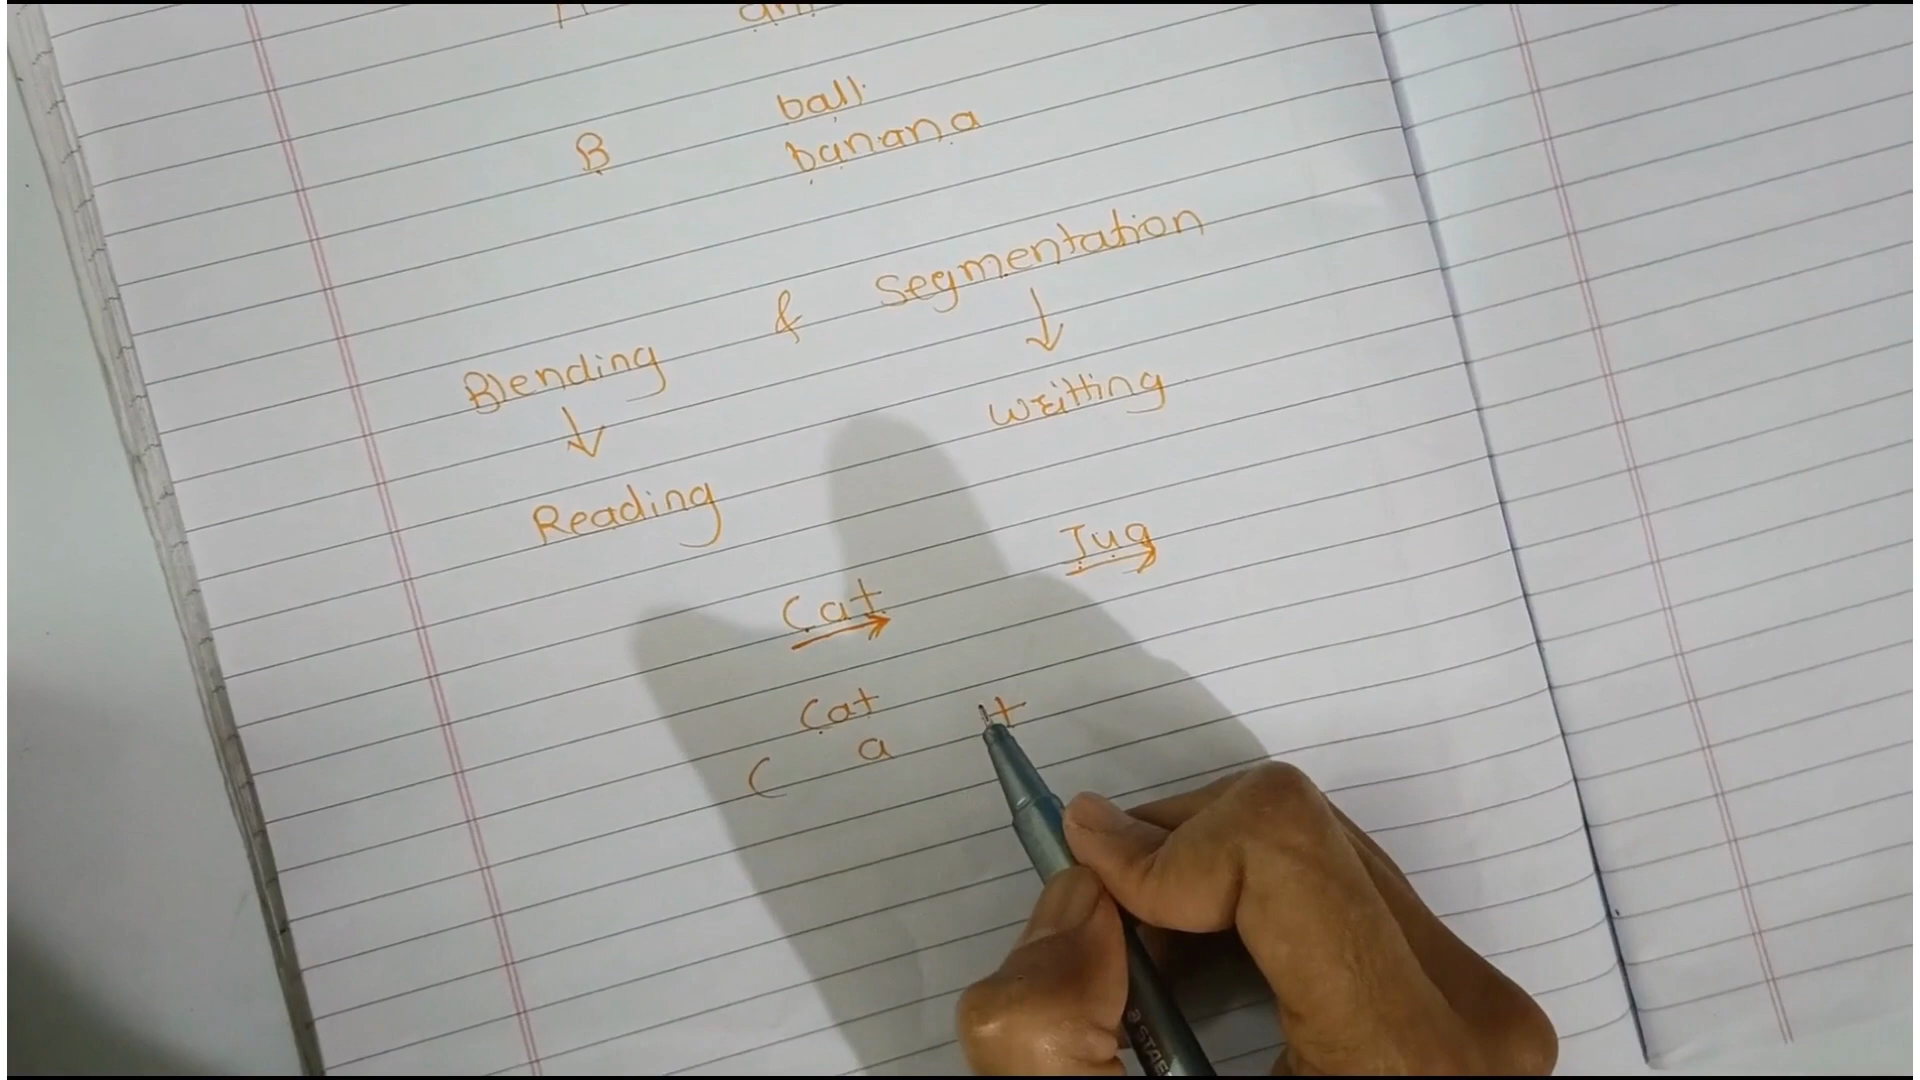 B
ball
banana
Blending & Segmentation
Reading
writting
Jug
Cat
Cat
C a t